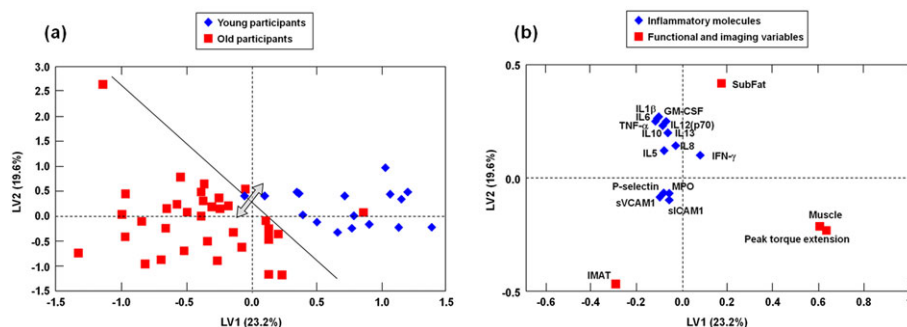 (a)
Young participants
Old participants
LV2 (19.6%)
3.0
2.5
2.0
1.5
1.0
0.5
0.0
-0.5
1.0
-1.5
-1.5
-1.0
-0.5
0.0
0.5
1.0
1.5
LV1 (23.2%)
(b)
Inflammatory molecules
Functional and imaging variables
LV2 (19.6%)
0.5
0.0
-0.5
SubFat
IL1β
GM-CSF
IL6
TNF-α
IL12(p70)
IL10
IL13
IL5
IL8
IFN-γ
P-selectin
MPO
sVCAM1
sICAM1
Muscle
Peak torque extension
IMAT
-0.6
-0.4
-0.2
0.0
0.2
0.4
0.6
0.8
LV1 (23.2%)